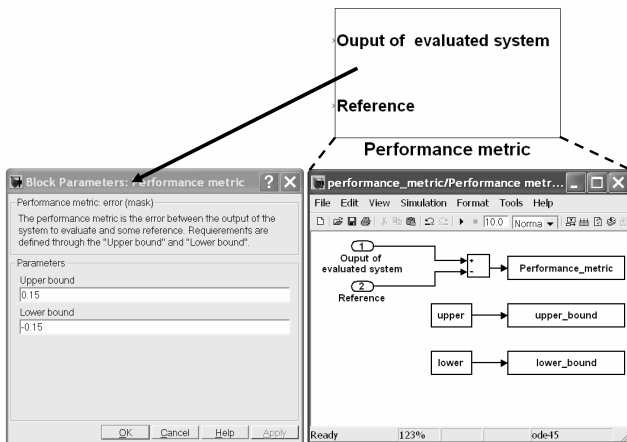 Ouput of evaluated system
Reference
Performance metric
Block Parameters: Performance metric
Performance metric: error (mask)
The performance metric is the error between the output of the
system to evaluate and some reference. Requierements are
defined through the "Upper bound" and "Lower bound".
Parameters
Upper bound
0.15
Lower bound
-0.15
OK Cancel Help Apply
performance_metric/Performance metr...
File Edit View Simulation Format Tools Help
10.0 Norma
1
Ouput of
evaluated system
2
Reference
+
-
Performance_metric
upper
upper_bound
lower
lower_bound
Ready 123% ode45